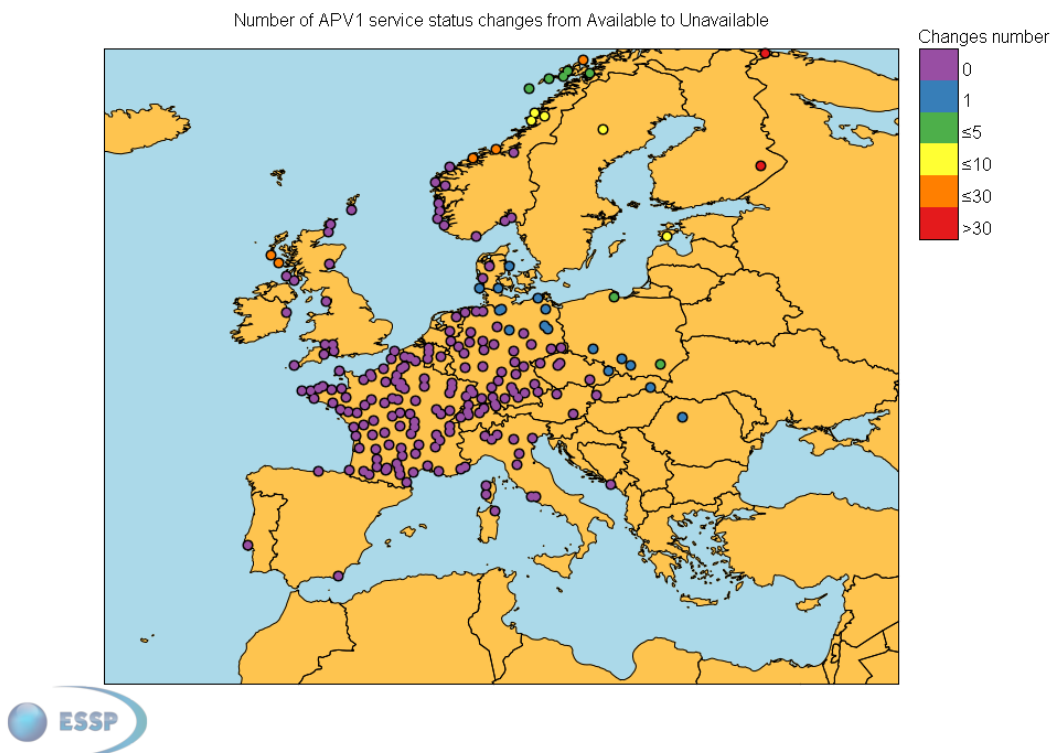 Number of APV1 service status changes from Available to Unavailable
Changes number
0
1
≤5
≤10
≤30
>30
ESSP